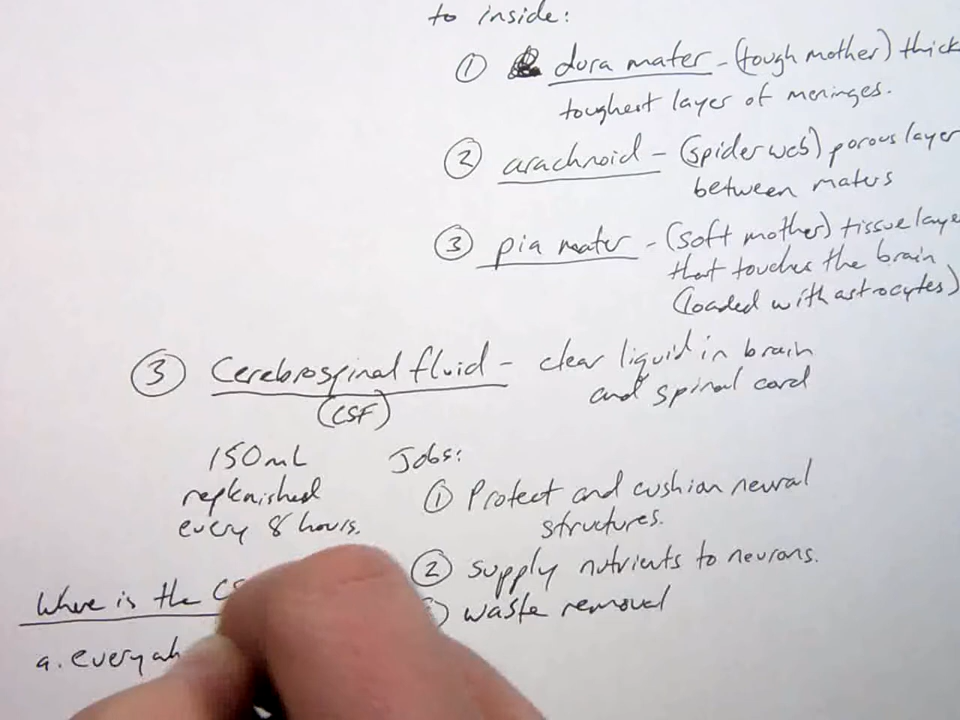 to inside:
① dura mater - (tough mother) thick
toughest layer of meninges.
② arachnoid - (spider web) porous layer
between maters
③ pia mater - (soft mother) tissue laye
that touches the brain
(loaded with astrocytes)
③ Cerebrospinal fluid - clear liquid in brain
and spinal cord
(CSF)
150mL
replenished
every 8 hours.
Jobs:
① Protect and cushion neural
structures.
② supply nutrients to neurons.
waste removal
Where is the
a.